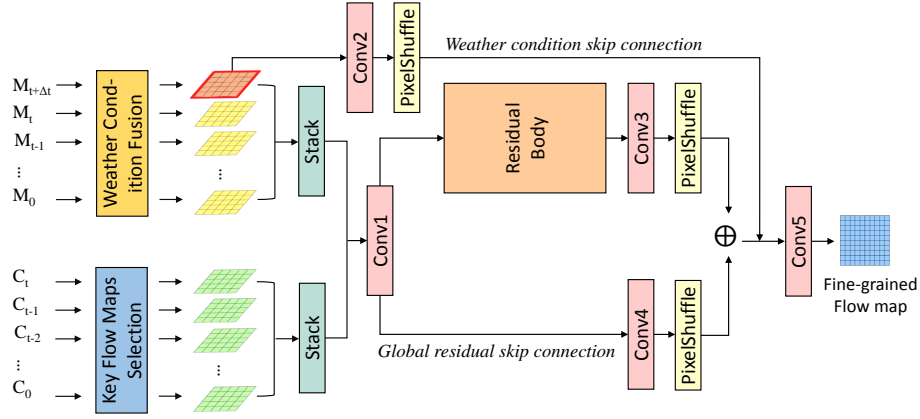 Weather condition skip connection
Conv2
PixelShuffle
M_{t+Δt}
M_t
M_{t-1}
...
M_0
Weather Cond-
ition Fusion
...
Stack
Conv1
Residual
Body
Conv3
PixelShuffle
⊕
Conv5
Fine-grained
Flow map
C_t
C_{t-1}
C_{t-2}
...
C_0
Key Flow Maps
Selection
...
Stack
Global residual skip connection
Conv4
PixelShuffle